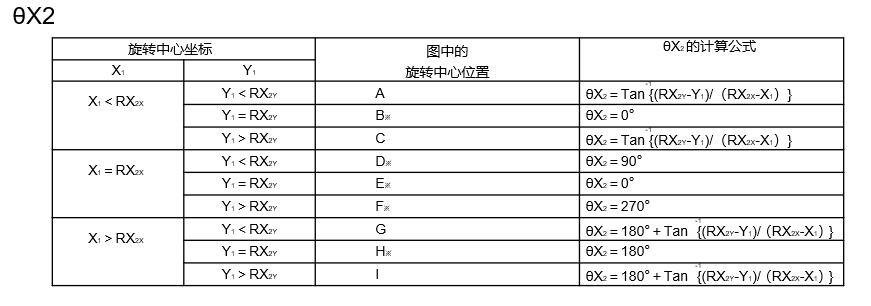 θX2
旋转中心坐标 图中的旋转中心位置 θX₂的计算公式
X₁ Y₁
X₁ < RX₂ₓ Y₁ < RX₂ᵧ A θX₂ = Tan⁻¹{(RX₂ᵧ-Y₁)/（RX₂ₓ-X₁）}
Y₁ = RX₂ᵧ B※ θX₂ = 0°
Y₁ > RX₂ᵧ C θX₂ = Tan⁻¹{(RX₂ᵧ-Y₁)/（RX₂ₓ-X₁）}
X₁ = RX₂ₓ Y₁ < RX₂ᵧ D※ θX₂ = 90°
Y₁ = RX₂ᵧ E※ θX₂ = 0°
Y₁ > RX₂ᵧ F※ θX₂ = 270°
X₁ > RX₂ₓ Y₁ < RX₂ᵧ G θX₂ = 180° + Tan⁻¹{(RX₂ᵧ-Y₁)/（RX₂ₓ-X₁）}
Y₁ = RX₂ᵧ H※ θX₂ = 180°
Y₁ > RX₂ᵧ I θX₂ = 180° + Tan⁻¹{(RX₂ᵧ-Y₁)/（RX₂ₓ-X₁）}